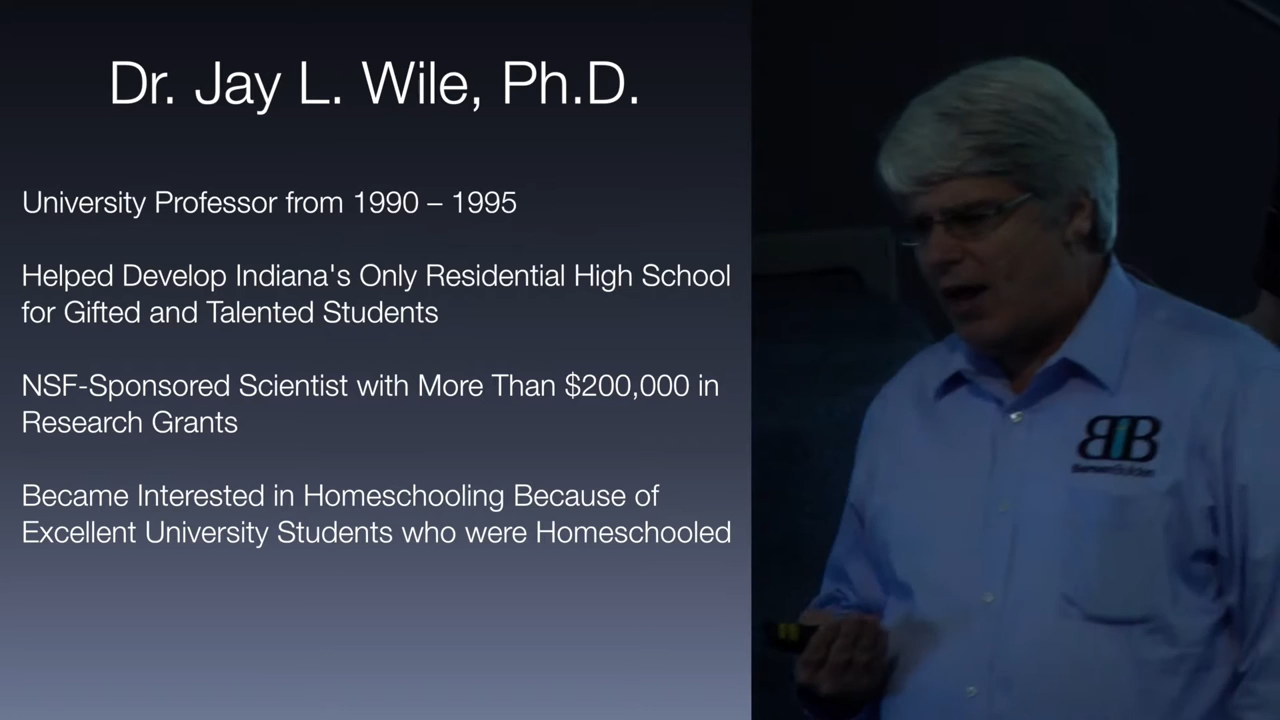 Dr. Jay L. Wile, Ph.D.
University Professor from 1990 – 1995
Helped Develop Indiana's Only Residential High School
for Gifted and Talented Students
NSF-Sponsored Scientist with More Than $200,000 in
Research Grants
Became Interested in Homeschooling Because of
Excellent University Students who were Homeschooled
BiB